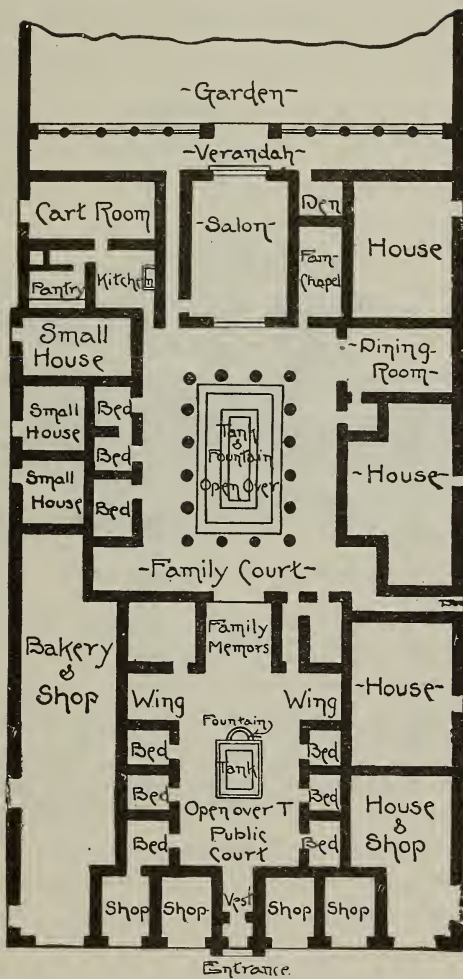 -Garden-
-Verandah-
Cart Room
-Salon-
Den
House
Kitchen
Fam-
Chapel
Pantry
Small
House
-Dining-
Room-
Small
House
Bed
Tank
&
Fountain
Open Over
-House-
Bed
Small
House
Bed
-Family Court-
Bakery
&
Shop
Family
Memors
Wing
Wing
-House-
Fountain
Bed
Bed
Tank
Bed
Bed
Open over T
Public
Court
House
&
Shop
Bed
Bed
Vest
Shop
Shop-
Shop
Shop
Entrance.